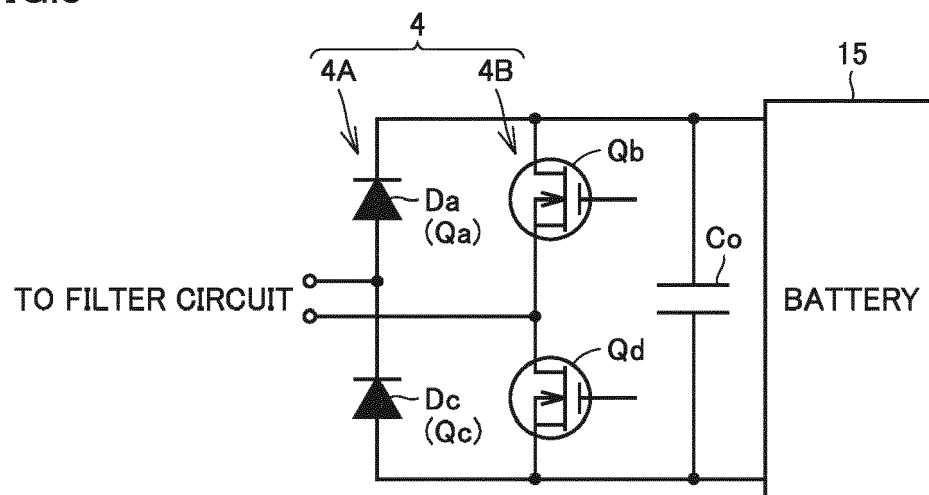 4
4A
4B
15
Qb
Da
(Qa)
Co
TO FILTER CIRCUIT
BATTERY
Qd
Dc
(Qc)